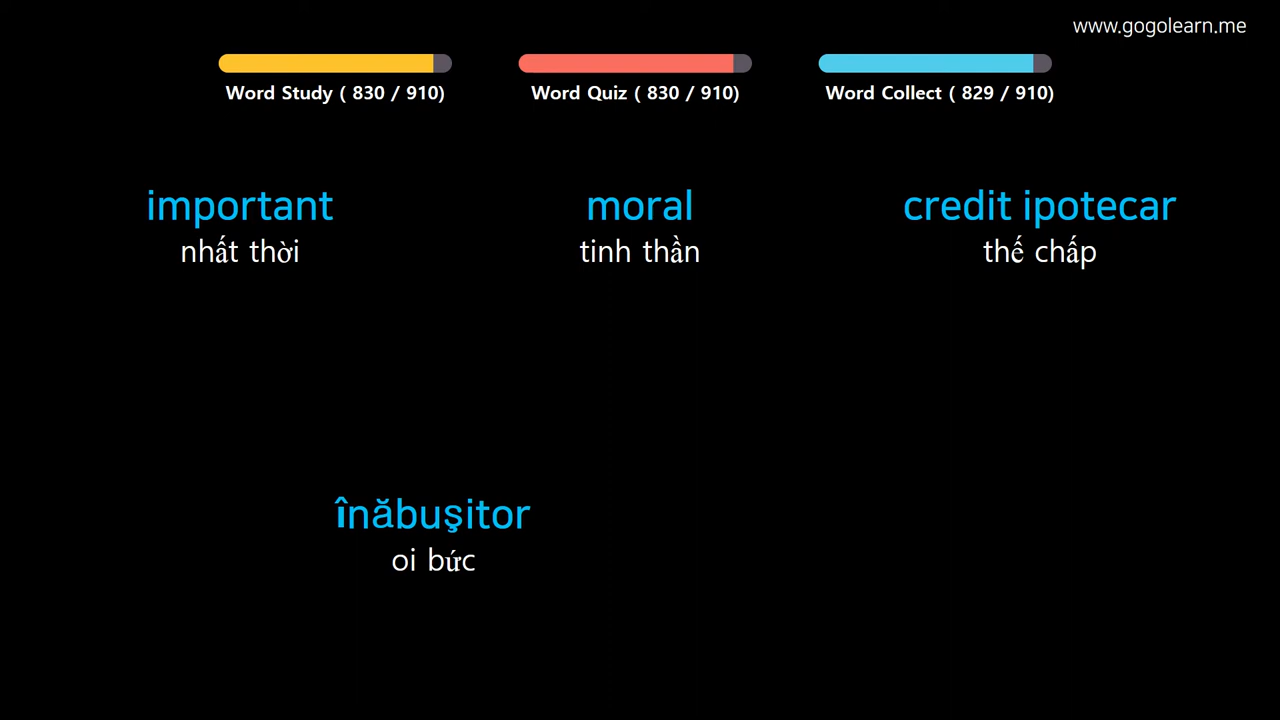 www.gogolearn.me
Word Study ( 830 / 910)
Word Quiz ( 830 / 910)
Word Collect ( 829 / 910)
important
nhất thời
moral
tinh thần
credit ipotecar
thế chấp
înăbuşitor
oi bức